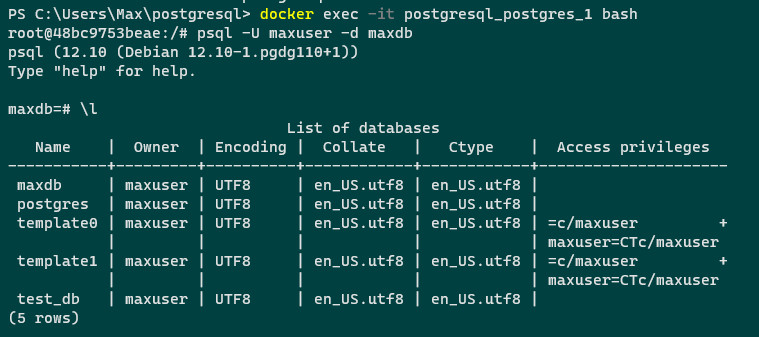 PS C:\Users\Max\postgresql> docker exec -it postgresql_postgres_1 bash
root@48bc9753beae:/# psql -U maxuser -d maxdb
psql (12.10 (Debian 12.10-1.pgdg110+1))
Type "help" for help.

maxdb=# \l
                                 List of databases
   Name    |  Owner  | Encoding |  Collate   |   Ctype    |  Access privileges
-----------+---------+----------+------------+------------+---------------------
 maxdb     | maxuser | UTF8     | en_US.utf8 | en_US.utf8 |
 postgres  | maxuser | UTF8     | en_US.utf8 | en_US.utf8 |
 template0 | maxuser | UTF8     | en_US.utf8 | en_US.utf8 | =c/maxuser         +
           |         |          |            |            | maxuser=CTc/maxuser
 template1 | maxuser | UTF8     | en_US.utf8 | en_US.utf8 | =c/maxuser         +
           |         |          |            |            | maxuser=CTc/maxuser
 test_db   | maxuser | UTF8     | en_US.utf8 | en_US.utf8 |
(5 rows)